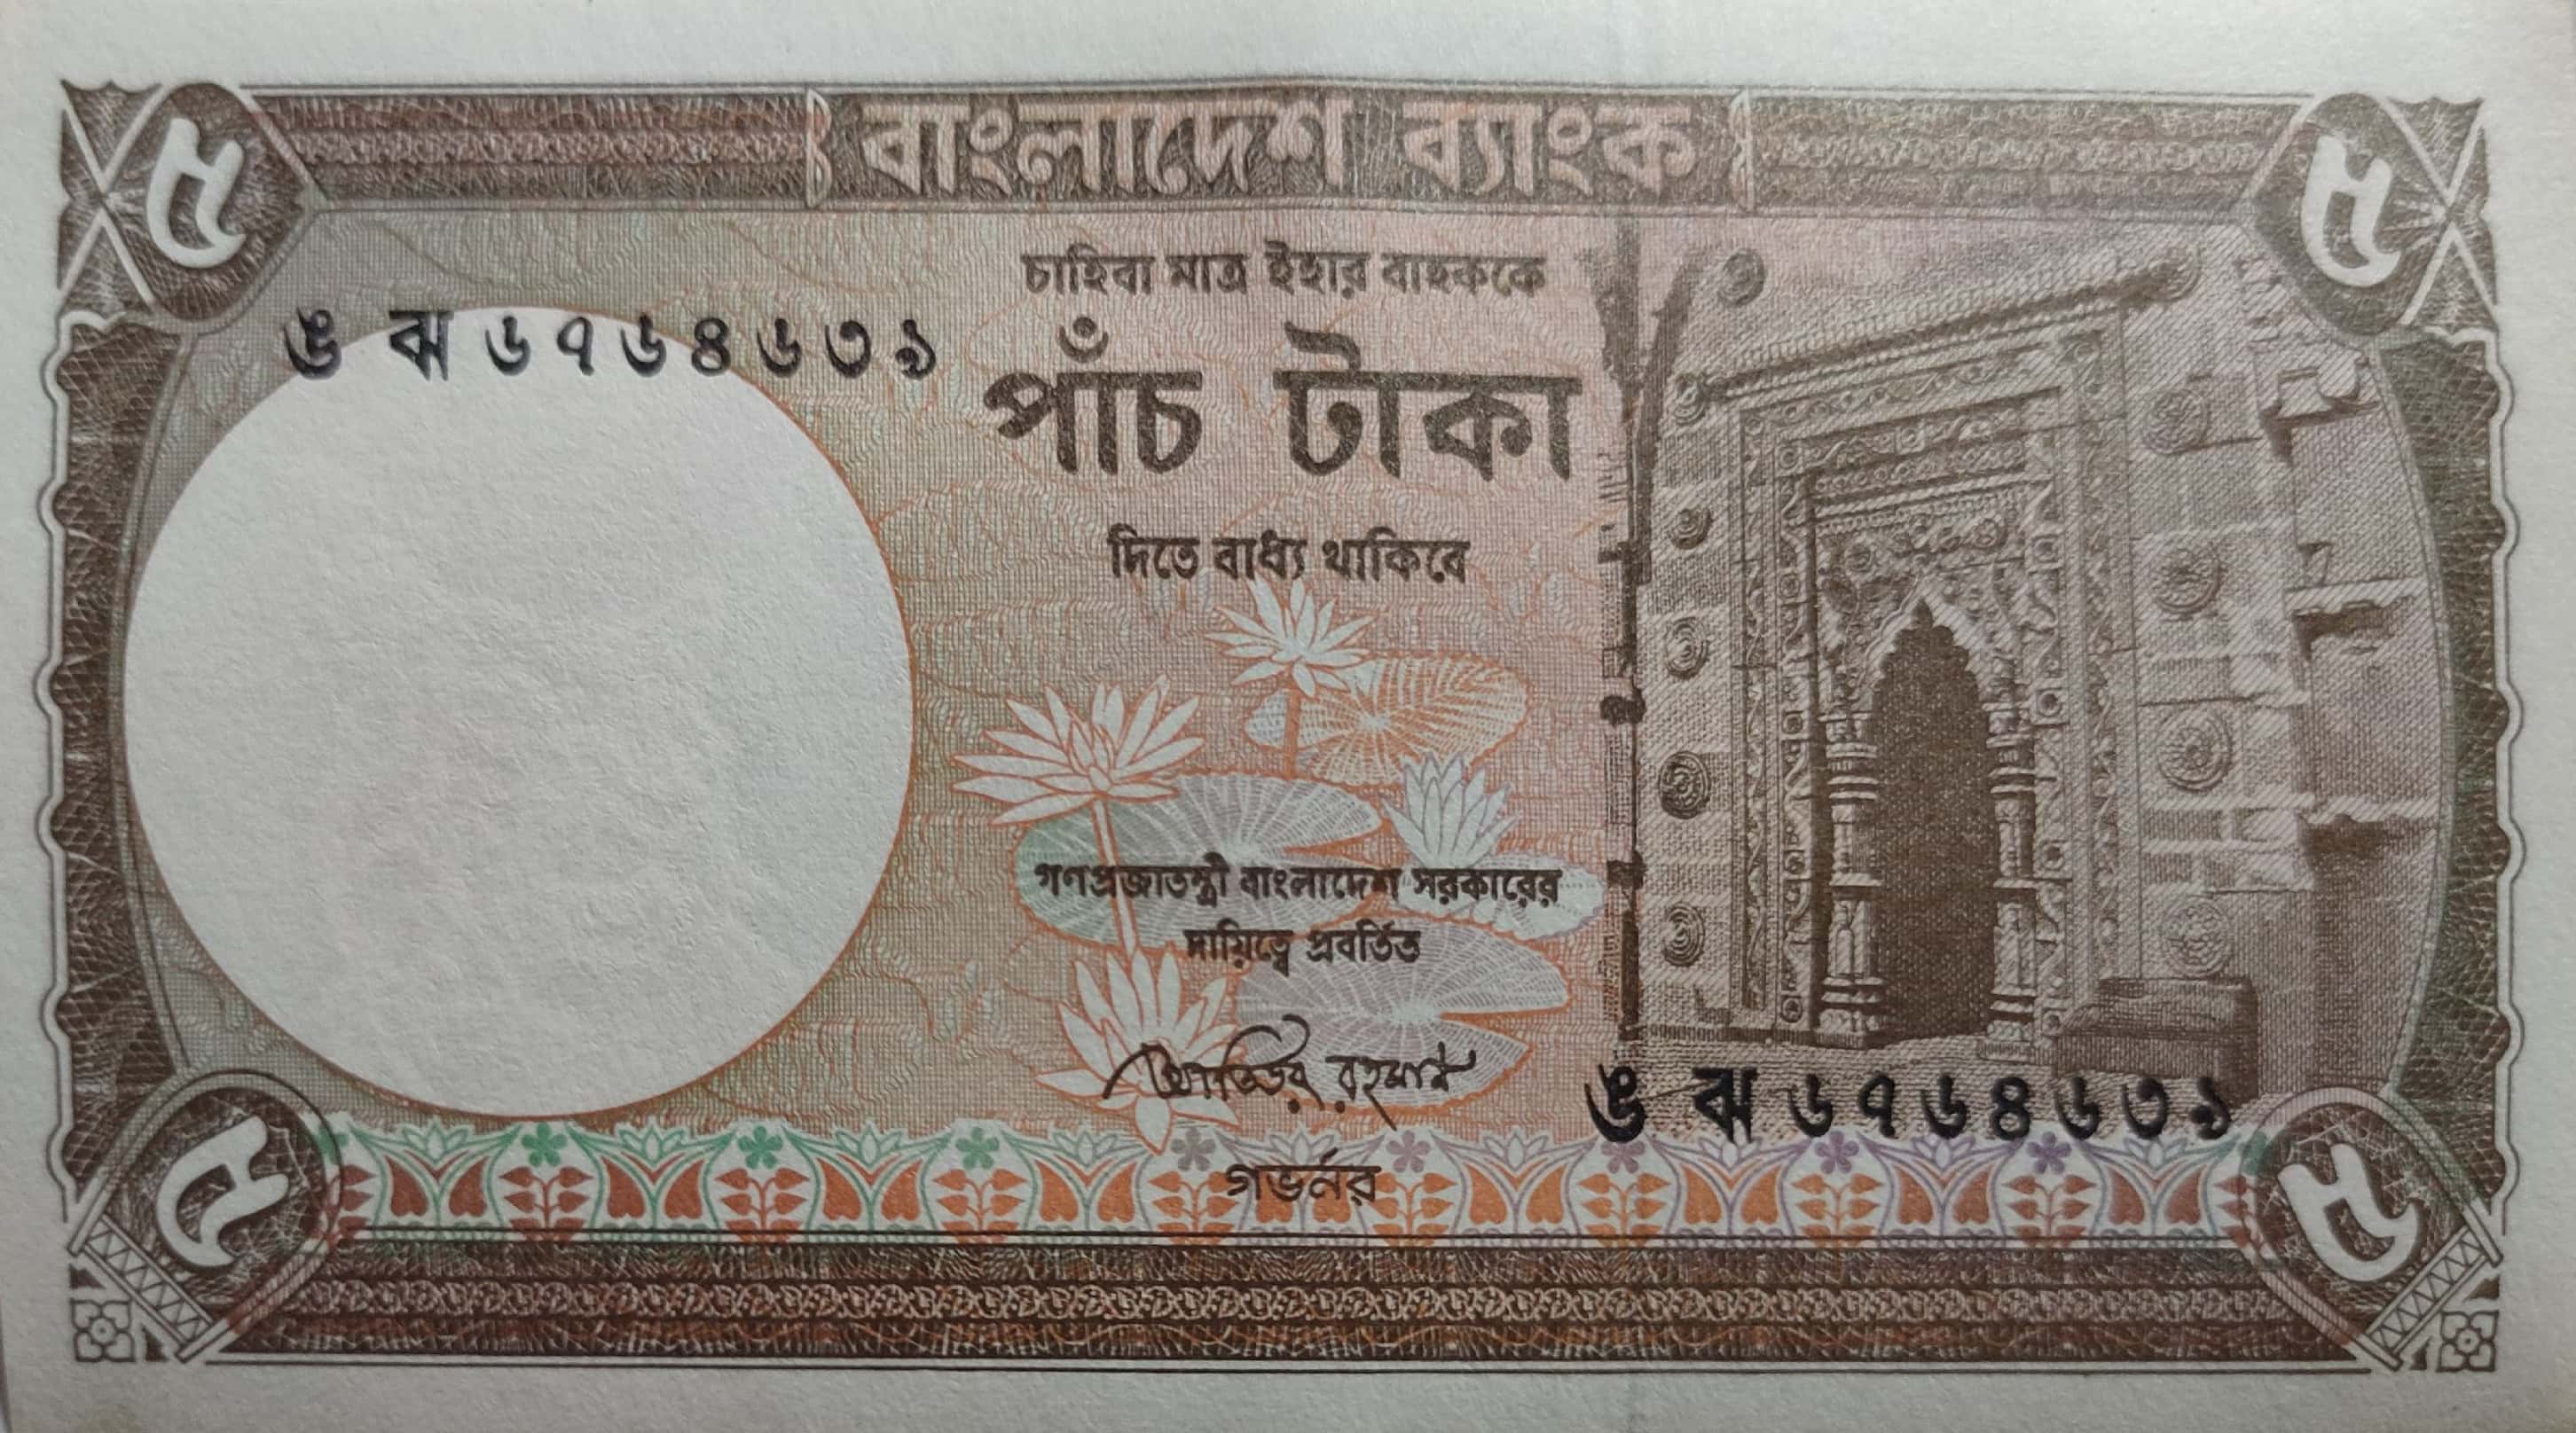 ৫ বাংলাদেশ ব্যাংক ৫
চাহিবা মাত্র ইহার বাহককে
ঙ ঝ ৬৭৬৪৬৩৯
পাঁচ টাকা
দিতে বাধ্য থাকিবে
গণপ্রজাতন্ত্রী বাংলাদেশ সরকারের
দায়িত্বে প্রবর্তিত
আতিউর রহমান
ঙ ঝ ৬৭৬৪৬৩৯
গভর্নর
৫ ৫